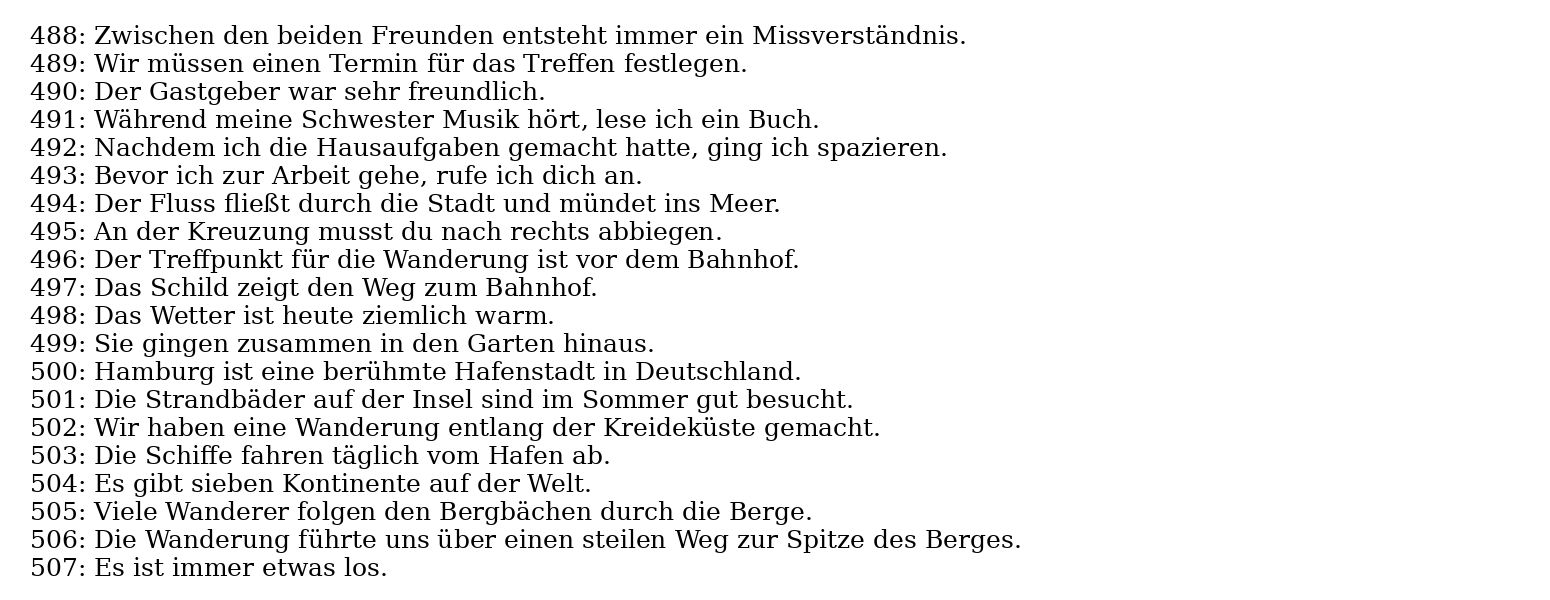 488: Zwischen den beiden Freunden entsteht immer ein Missverständnis.
489: Wir müssen einen Termin für das Treffen festlegen.
490: Der Gastgeber war sehr freundlich.
491: Während meine Schwester Musik hört, lese ich ein Buch.
492: Nachdem ich die Hausaufgaben gemacht hatte, ging ich spazieren.
493: Bevor ich zur Arbeit gehe, rufe ich dich an.
494: Der Fluss fließt durch die Stadt und mündet ins Meer.
495: An der Kreuzung musst du nach rechts abbiegen.
496: Der Treffpunkt für die Wanderung ist vor dem Bahnhof.
497: Das Schild zeigt den Weg zum Bahnhof.
498: Das Wetter ist heute ziemlich warm.
499: Sie gingen zusammen in den Garten hinaus.
500: Hamburg ist eine berühmte Hafenstadt in Deutschland.
501: Die Strandbäder auf der Insel sind im Sommer gut besucht.
502: Wir haben eine Wanderung entlang der Kreideküste gemacht.
503: Die Schiffe fahren täglich vom Hafen ab.
504: Es gibt sieben Kontinente auf der Welt.
505: Viele Wanderer folgen den Bergbächen durch die Berge.
506: Die Wanderung führte uns über einen steilen Weg zur Spitze des Berges.
507: Es ist immer etwas los.